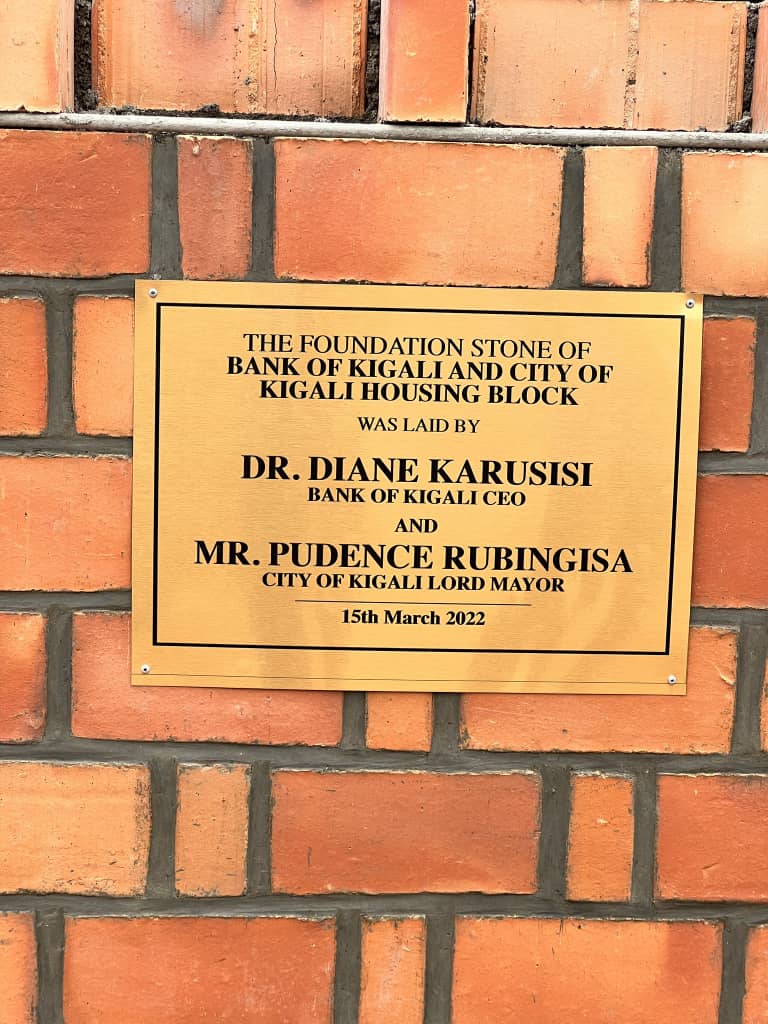 THE FOUNDATION STONE OF
BANK OF KIGALI AND CITY OF
KIGALI HOUSING BLOCK
WAS LAID BY
DR. DIANE KARUSISI
BANK OF KIGALI CEO
AND
MR. PUDENCE RUBINGISA
CITY OF KIGALI LORD MAYOR
15th March 2022